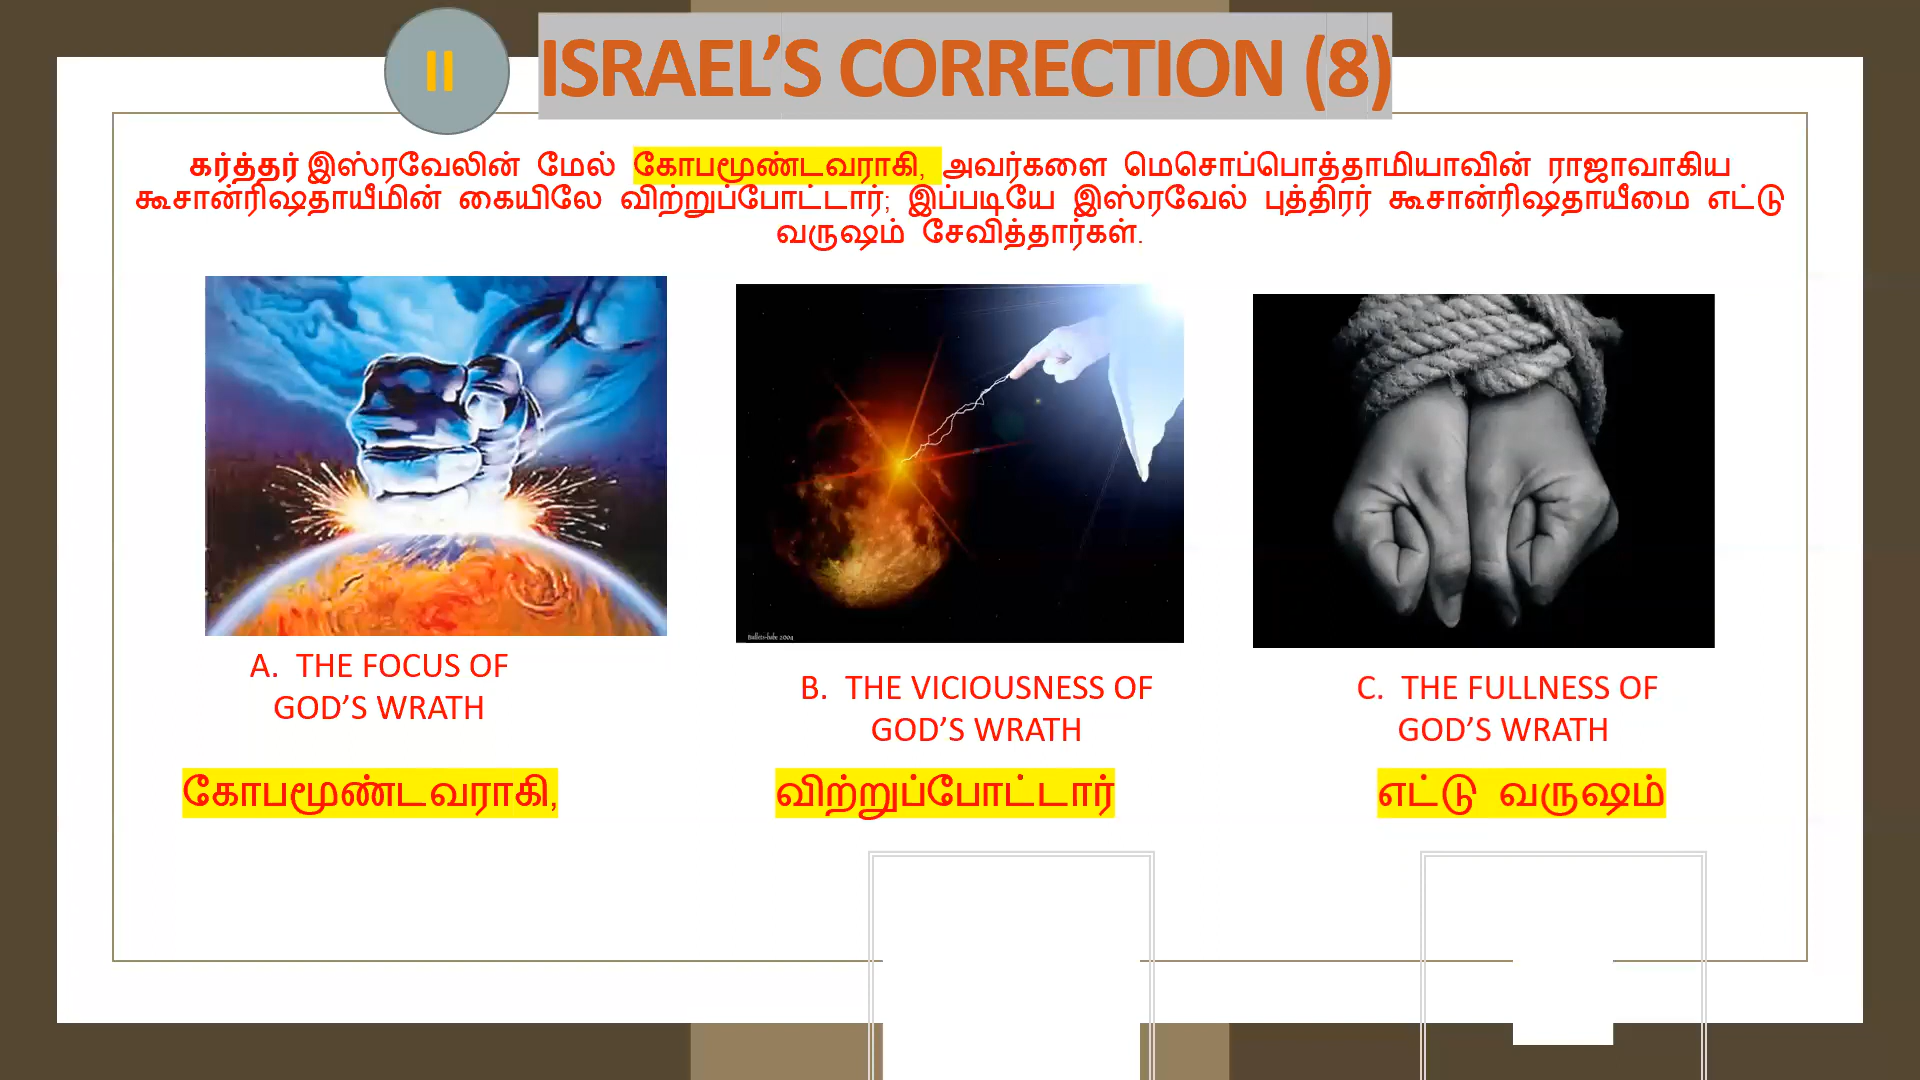 II
ISRAEL’S CORRECTION (8)
கர்த்தர் இஸ்ரவேலின் மேல் கோபமூண்டவராகி, அவர்களை மெசொப்பொத்தாமியாவின் ராஜாவாகிய
கூசான்ரிஷதாயீமின் கையிலே விற்றுப்போட்டார்; இப்படியே இஸ்ரவேல் புத்திரர் கூசான்ரிஷதாயீமை எட்டு
வருஷம் சேவித்தார்கள்.
A. THE FOCUS OF
GOD’S WRATH
B. THE VICIOUSNESS OF
GOD’S WRATH
C. THE FULLNESS OF
GOD’S WRATH
கோபமூண்டவராகி,
விற்றுப்போட்டார்
எட்டு வருஷம்